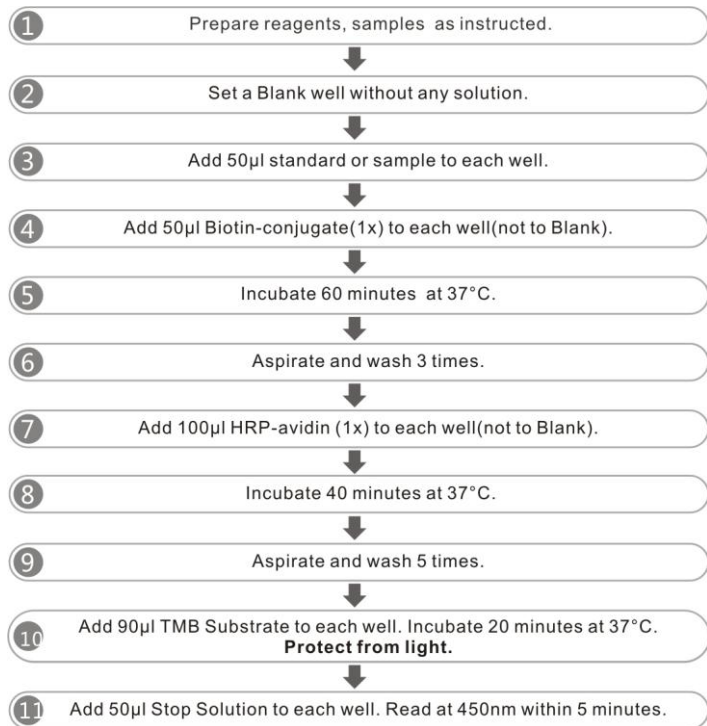 1 Prepare reagents, samples as instructed.
2 Set a Blank well without any solution.
3 Add 50μl standard or sample to each well.
4 Add 50μl Biotin-conjugate(1x) to each well(not to Blank).
5 Incubate 60 minutes at 37°C.
6 Aspirate and wash 3 times.
7 Add 100μl HRP-avidin (1x) to each well(not to Blank).
8 Incubate 40 minutes at 37°C.
9 Aspirate and wash 5 times.
10 Add 90μl TMB Substrate to each well. Incubate 20 minutes at 37°C.
Protect from light.
11 Add 50μl Stop Solution to each well. Read at 450nm within 5 minutes.